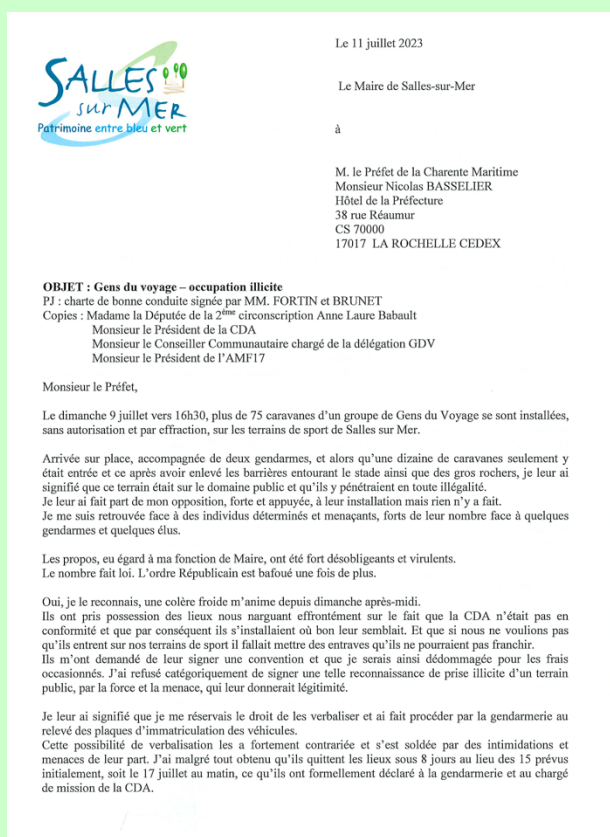 Le 11 juillet 2023
SALLES
sur MER
Patrimoine entre bleu et vert
Le Maire de Salles-sur-Mer
à
M. le Préfet de la Charente Maritime
Monsieur Nicolas BASSELIER
Hôtel de la Préfecture
38 rue Réaumur
CS 70000
17017 LA ROCHELLE CEDEX
OBJET : Gens du voyage – occupation illicite
PJ : charte de bonne conduite signée par MM. FORTIN et BRUNET
Copies : Madame la Députée de la 2ème circonscription Anne Laure Babault
Monsieur le Président de la CDA
Monsieur le Conseiller Communautaire chargé de la délégation GDV
Monsieur le Président de l'AMF17
Monsieur le Préfet,
Le dimanche 9 juillet vers 16h30, plus de 75 caravanes d'un groupe de Gens du Voyage se sont installées,
sans autorisation et par effraction, sur les terrains de sport de Salles sur Mer.
Arrivée sur place, accompagnée de deux gendarmes, et alors qu'une dizaine de caravanes seulement y
était entrée et ce après avoir enlevé les barrières entourant le stade ainsi que des gros rochers, je leur ai
signifié que ce terrain était sur le domaine public et qu'ils y pénétraient en toute illégalité.
Je leur ai fait part de mon opposition, forte et appuyée, à leur installation mais rien n'y a fait.
Je me suis retrouvée face à des individus déterminés et menaçants, forts de leur nombre face à quelques
gendarmes et quelques élus.
Les propos, eu égard à ma fonction de Maire, ont été fort désobligeants et virulents.
Le nombre fait loi. L'ordre Républicain est bafoué une fois de plus.
Oui, je le reconnais, une colère froide m'anime depuis dimanche après-midi.
Ils ont pris possession des lieux nous narguant effrontément sur le fait que la CDA n'était pas en
conformité et que par conséquent ils s'installaient où bon leur semblait. Et que si nous ne voulions pas
qu'ils entrent sur nos terrains de sport il fallait mettre des entraves qu'ils ne pourraient pas franchir.
Ils m'ont demandé de leur signer une convention et que je serais ainsi dédommagée pour les frais
occasionnés. J'ai refusé catégoriquement de signer une telle reconnaissance de prise illicite d'un terrain
public, par la force et la menace, qui leur donnerait légitimité.
Je leur ai signifié que je me réservais le droit de les verbaliser et ai fait procéder par la gendarmerie au
relevé des plaques d'immatriculation des véhicules.
Cette possibilité de verbalisation les a fortement contrariée et s'est soldée par des intimidations et
menaces de leur part. J'ai malgré tout obtenu qu'ils quittent les lieux sous 8 jours au lieu des 15 prévus
initialement, soit le 17 juillet au matin, ce qu'ils ont formellement déclaré à la gendarmerie et au chargé
de mission de la CDA.